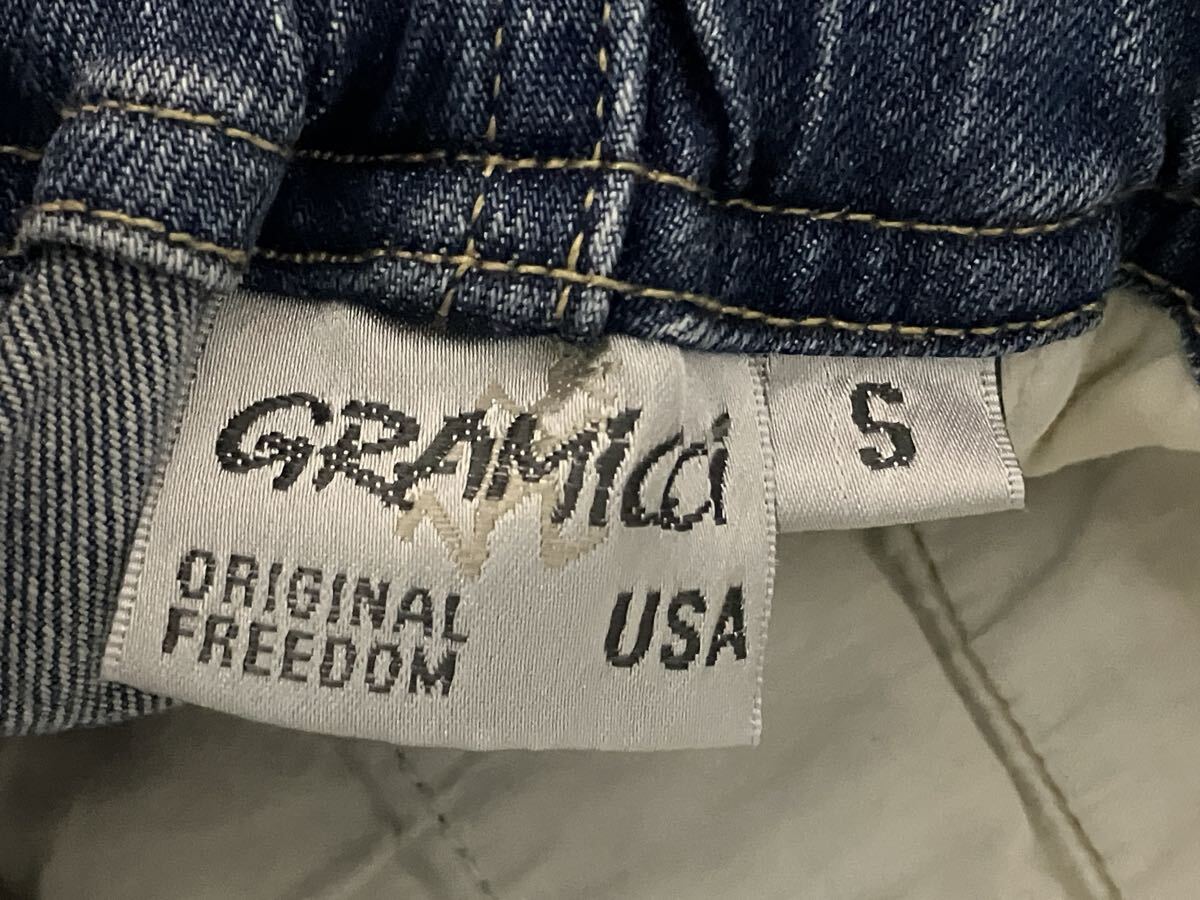 GRAMicci
ORIGINAL
FREEDOM
USA
S